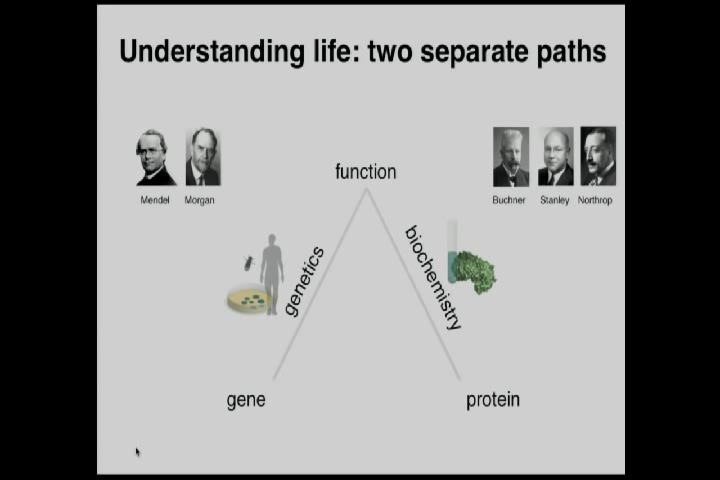 Understanding life: two separate paths
Mendel Morgan
function
Buchner Stanley Northrop
genetics
biochemistry
gene
protein